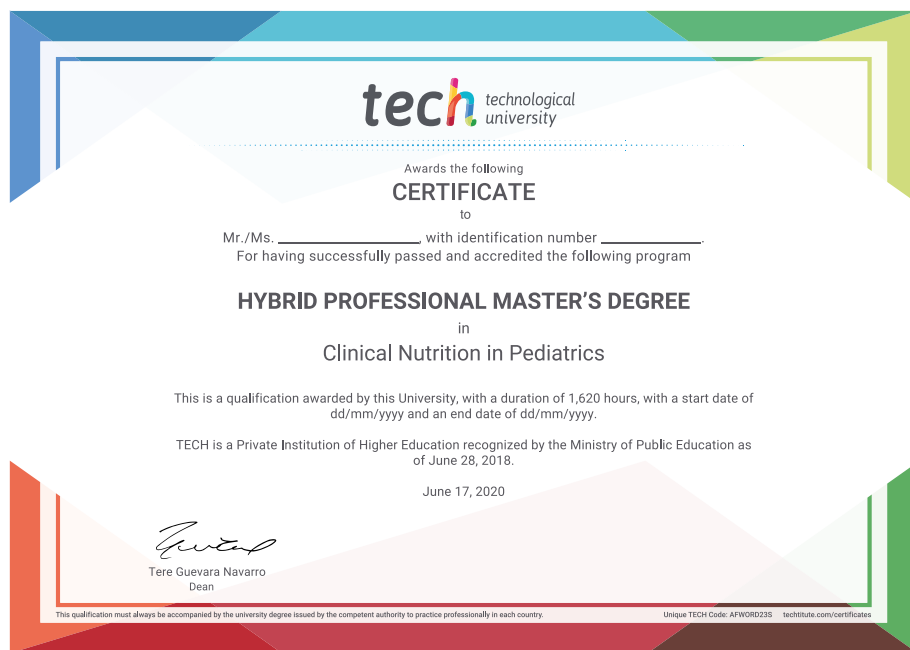 tech technological
university
Awards the following
CERTIFICATE
to
Mr./Ms. ____________________, with identification number ______________.
For having successfully passed and accredited the following program
HYBRID PROFESSIONAL MASTER'S DEGREE
in
Clinical Nutrition in Pediatrics
This is a qualification awarded by this University, with a duration of 1,620 hours, with a start date of
dd/mm/yyyy and an end date of dd/mm/yyyy.
TECH is a Private Institution of Higher Education recognized by the Ministry of Public Education as
of June 28, 2018.
June 17, 2020
Tere Guevara Navarro
Dean
This qualification must always be accompanied by the university degree issued by the competent authority to practice professionally in each country. Unique TECH Code: AFWORD23S techtitute.com/certificates